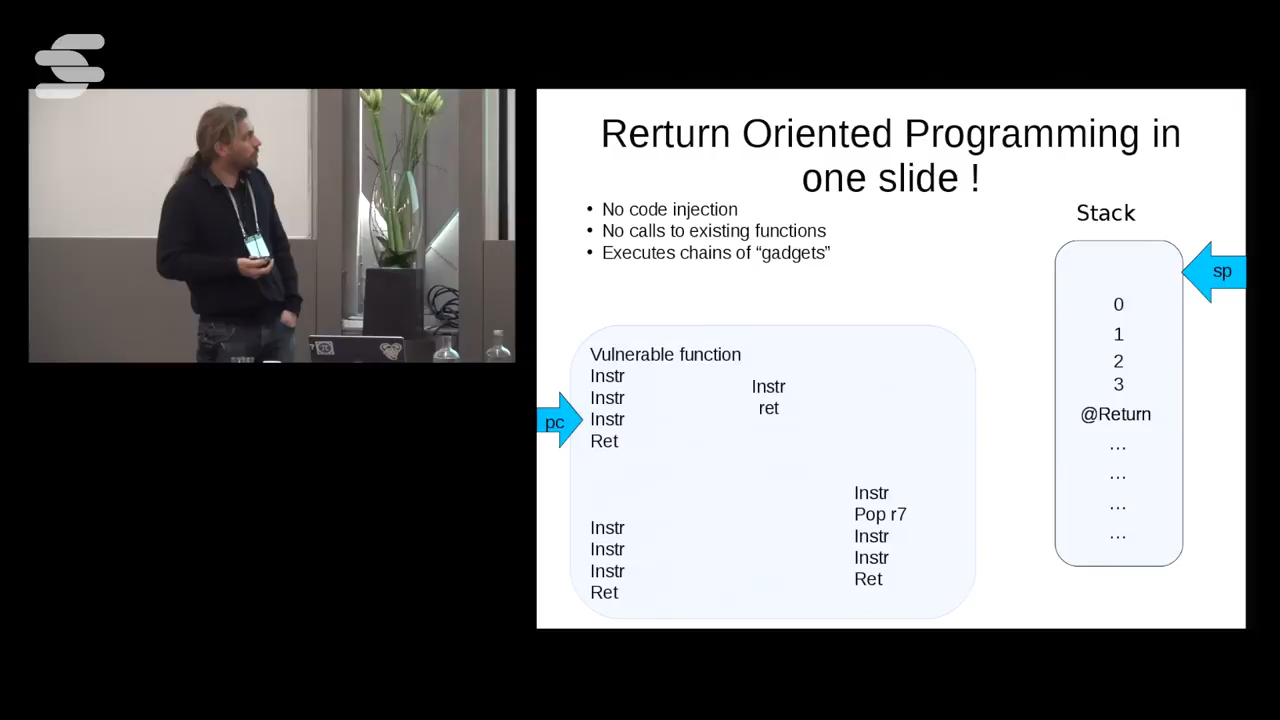 Rerturn Oriented Programming in
one slide !
• No code injection
• No calls to existing functions
• Executes chains of “gadgets”
Stack
sp
0
1
2
3
@Return
...
...
...
...
pc
Vulnerable function
Instr
Instr
Instr
Ret
Instr
ret
Instr
Instr
Instr
Ret
Instr
Pop r7
Instr
Instr
Ret